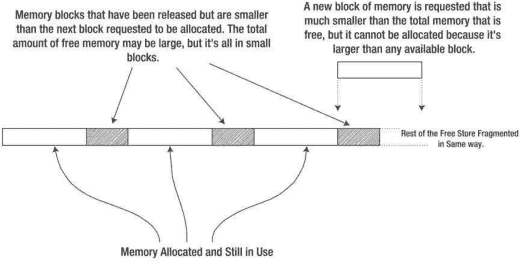 Memory blocks that have been released but are smaller
than the next block requested to be allocated. The total
amount of free memory may be large, but it's all in small
blocks.
A new block of memory is requested that
is much smaller than the total memory that is
free, but it cannot be allocated because it's
larger than any available block.
Rest of the Free Store Fragmented
in Same way.
Memory Allocated and Still in Use